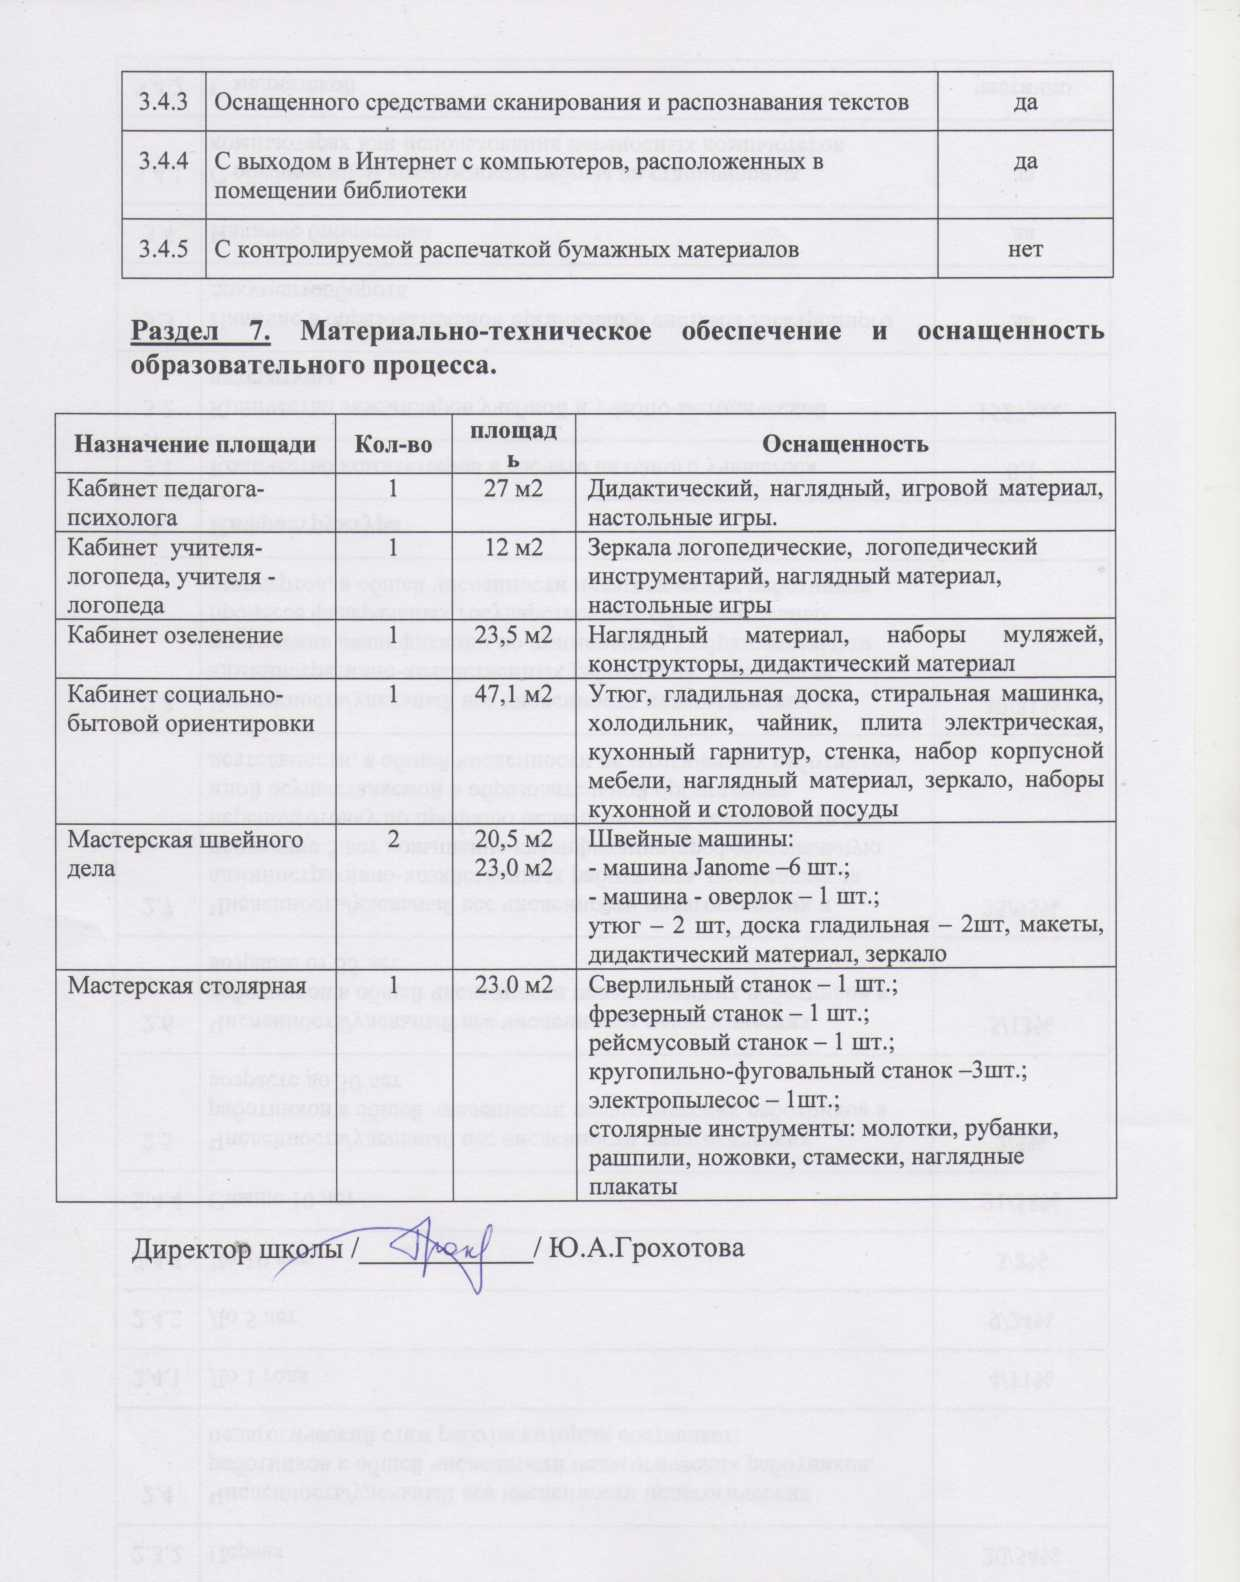 3.4.3 Оснащенного средствами сканирования и распознавания текстов да
3.4.4 С выходом в Интернет с компьютеров, расположенных в да
помещении библиотеки
3.4.5 С контролируемой распечаткой бумажных материалов нет
Раздел 7. Материально-техническое обеспечение и оснащенность
образовательного процесса.
Назначение площади Кол-во площад
ь Оснащенность
Кабинет педагога- 1 27 м2 Дидактический, наглядный, игровой материал,
психолога настольные игры.
Кабинет учителя- 1 12 м2 Зеркала логопедические, логопедический
логопеда, учителя - инструментарий, наглядный материал,
логопеда настольные игры
Кабинет озеленение 23,5 м2 Наглядный материал, наборы муляжей,
конструкторы, дидактический материал
Кабинет социально- 1 47,1 м2 Утюг, гладильная доска, стиральная машинка,
бытовой ориентировки холодильник, чайник, плита электрическая,
кухонный гарнитур, стенка, набор корпусной
мебели, наглядный материал, зеркало, наборы
кухонной и столовой посуды
Мастерская швейного 2 20,5 м2 Швейные машины:
дела 23,0 м2 - машина Janome –6 шт.;
- машина - оверлок – 1 шт.;
утюг – 2 шт, доска гладильная – 2шт, макеты,
дидактический материал, зеркало
Мастерская столярная 1 23.0 м2 Сверлильный станок – 1 шт.;
фрезерный станок – 1 шт.;
рейсмусовый станок – 1 шт.;
кругопильно-фуговальный станок –3шт.;
электропылесос – 1шт.;
столярные инструменты: молотки, рубанки,
рашпили, ножовки, стамески, наглядные
плакаты
Директор школы /____________/ Ю.А.Грохотова